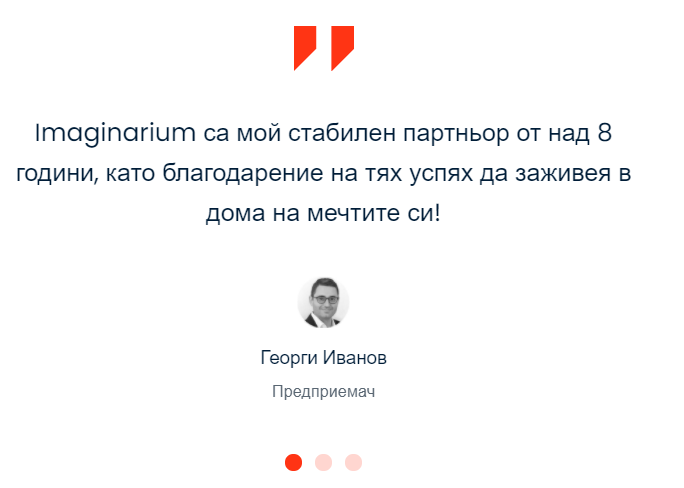 Imaginarium са мой стабилен партньор от над 8
години, като благодарение на тях успях да заживея в
дома на мечтите си!
Георги Иванов
Предприемач